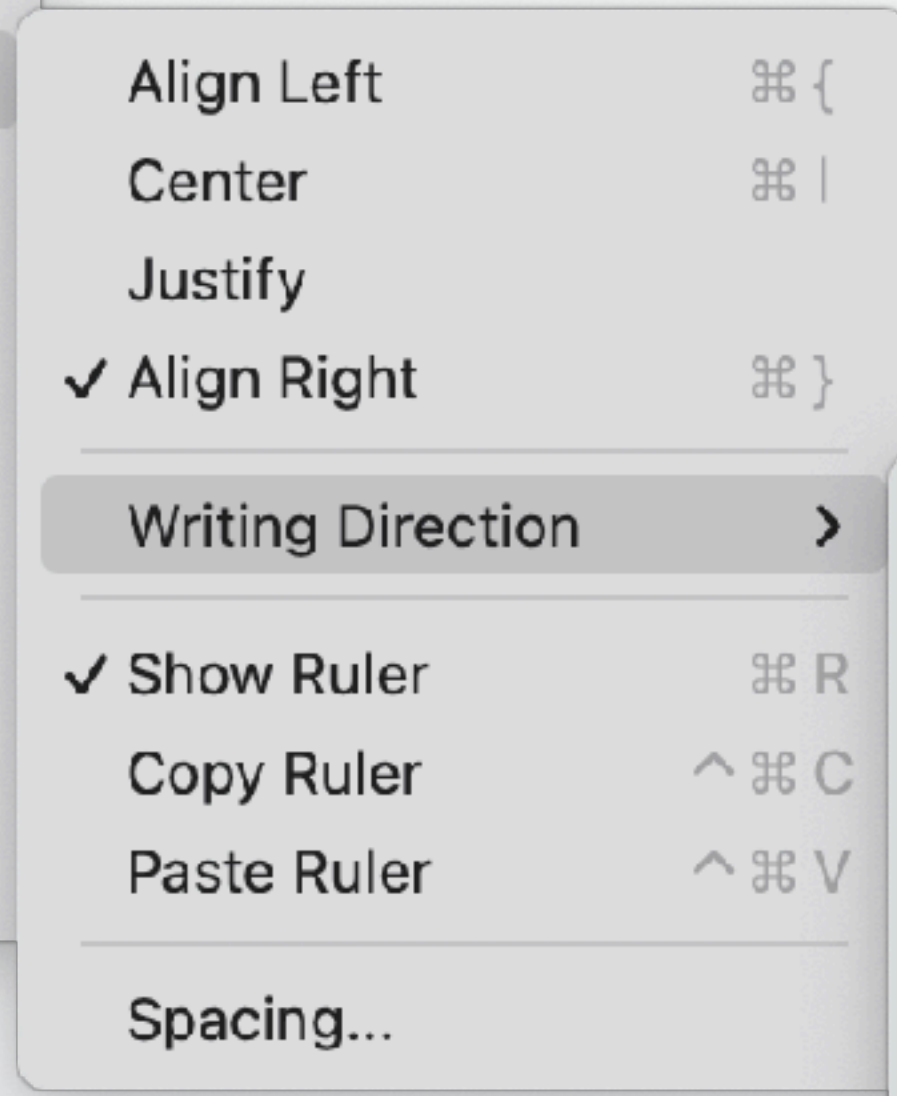 Align Left ⌘ {
Center ⌘ |
Justify
✓ Align Right ⌘ }
Writing Direction >
✓ Show Ruler ⌘ R
Copy Ruler ^ ⌘ C
Paste Ruler ^ ⌘ V
Spacing...